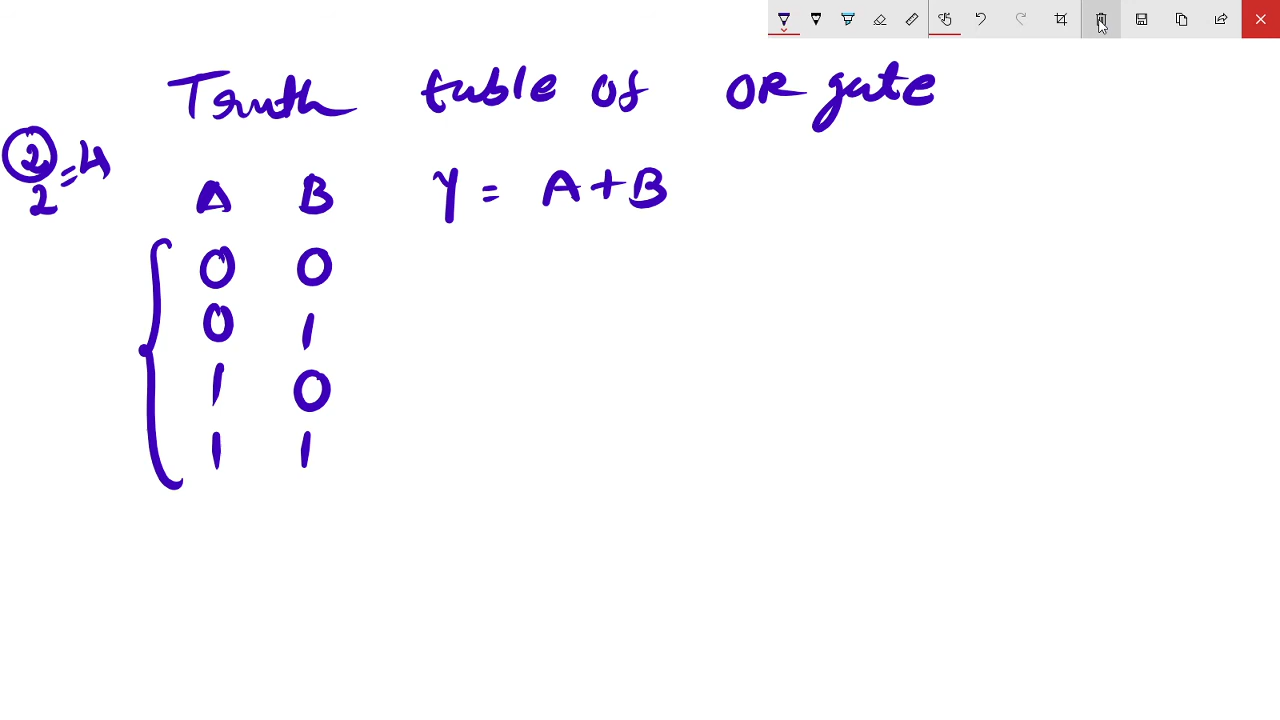 Truth table of OR gate
2
2 = 4
A B Y = A+B
0 0
0 1
1 0
1 1